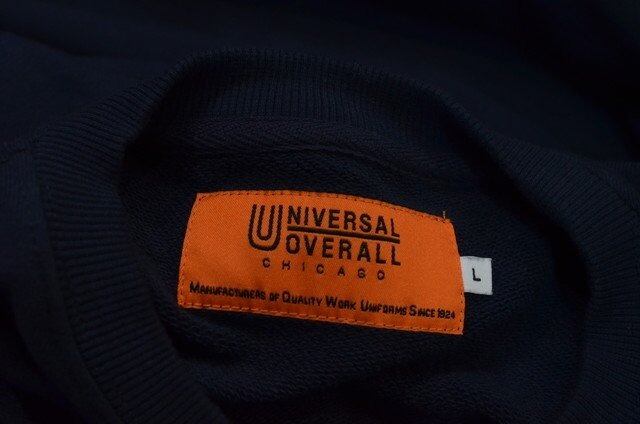 UNIVERSAL
OVERALL
CHICAGO
MANUFACTURERS OF QUALITY WORK UNIFORMS SINCE 1924
L